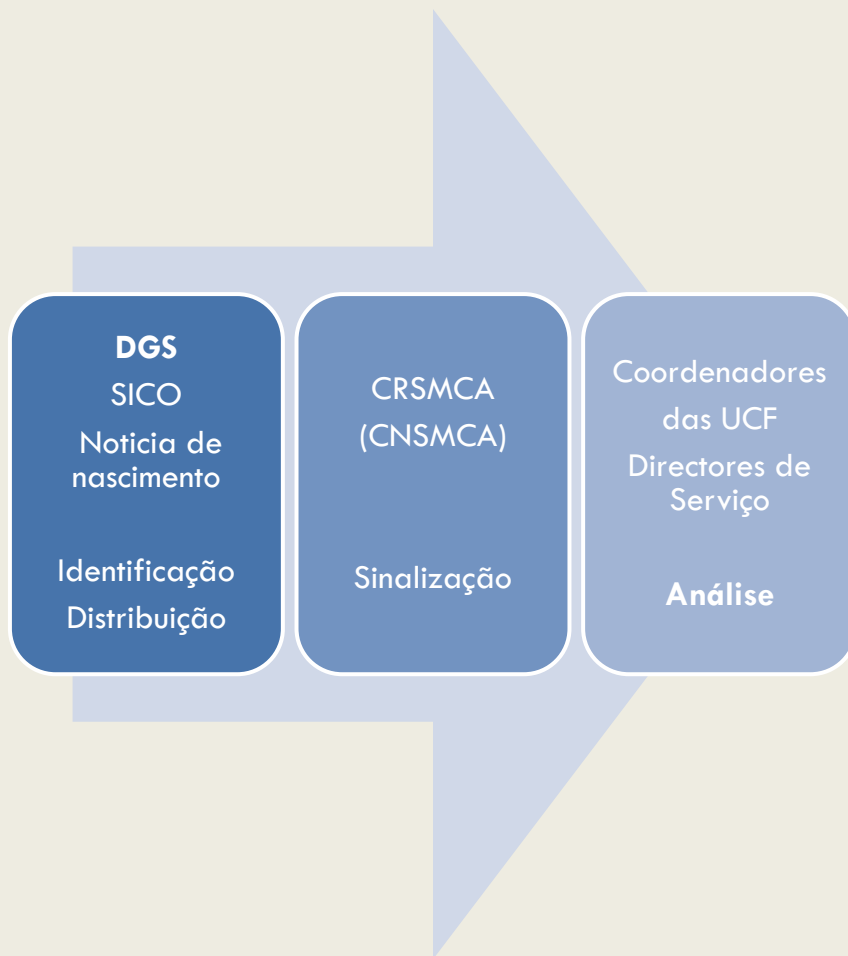 DGS
SICO
Noticia de
nascimento
Identificação
Distribuição
CRSMCA
(CNSMCA)
Sinalização
Coordenadores
das UCF
Directores de
Serviço
Análise